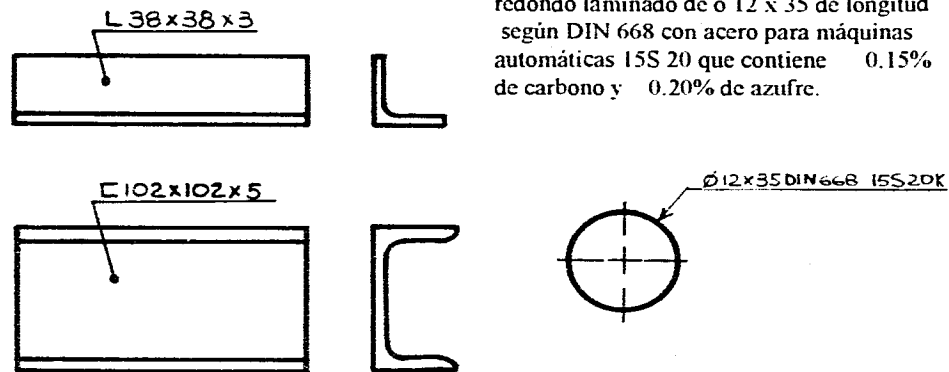 L 38x38x3
redondo laminado de o 12 x 35 de longitud
según DIN 668 con acero para máquinas
automáticas 15S 20 que contiene 0.15%
de carbono y 0.20% de azufre.
⊏102x102x5
Ø12x35 DIN668 15S20K